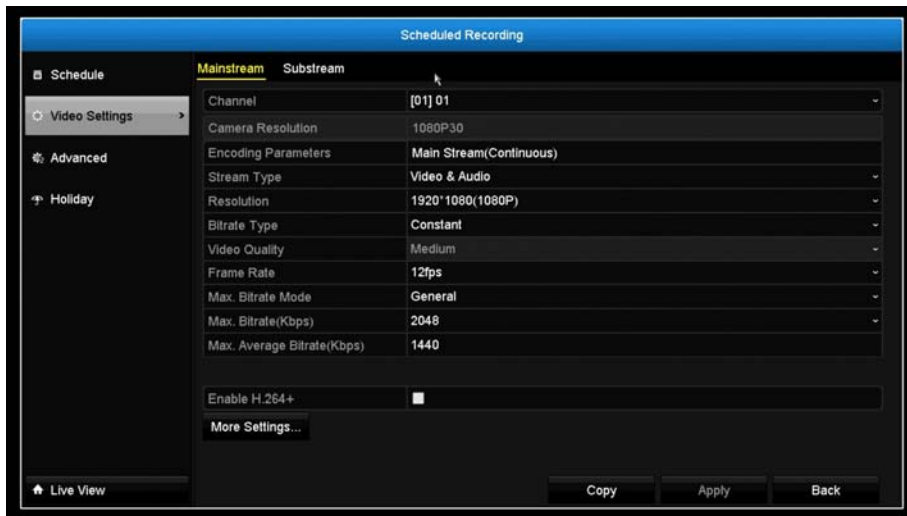 Scheduled Recording
Schedule
Video Settings
Advanced
Holiday
Live View
Mainstream Substream
Channel [01] 01
Camera Resolution 1080P30
Encoding Parameters Main Stream(Continuous)
Stream Type Video & Audio
Resolution 1920*1080(1080P)
Bitrate Type Constant
Video Quality Medium
Frame Rate 12fps
Max. Bitrate Mode General
Max. Bitrate(Kbps) 2048
Max. Average Bitrate(Kbps) 1440
Enable H.264+
More Settings...
Copy Apply Back